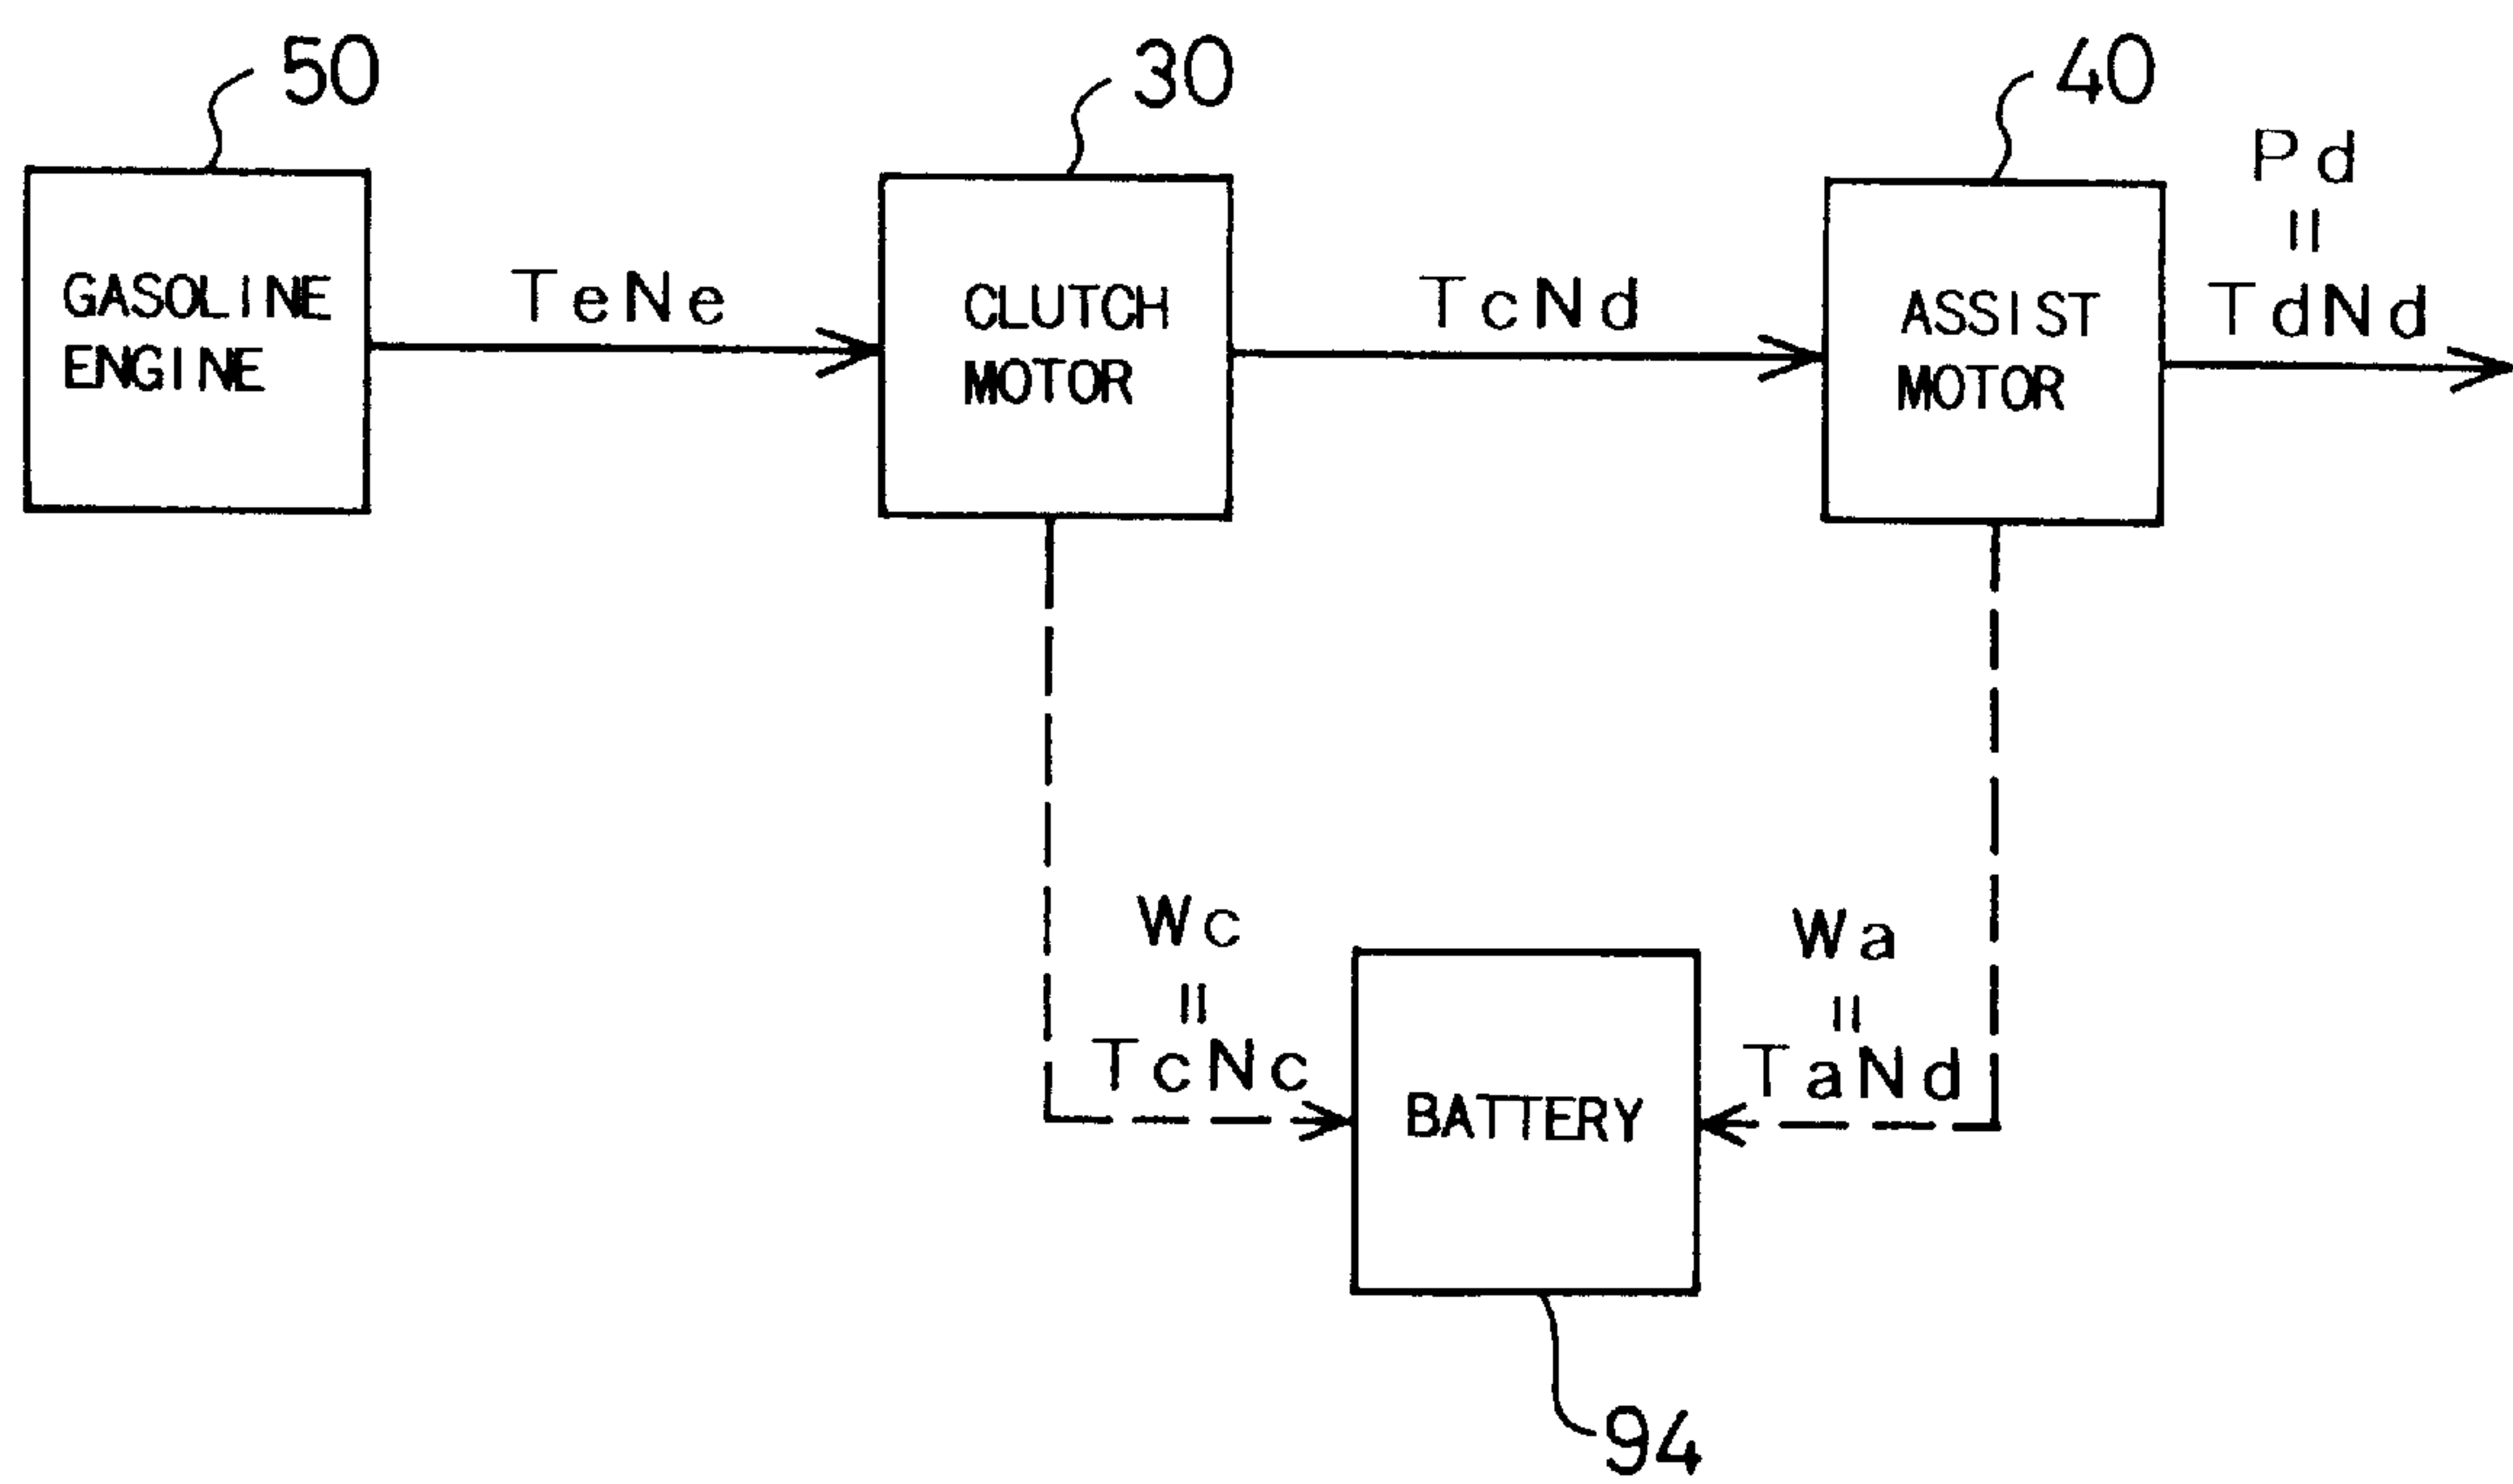 50
30
40
Pd
=
TdNd
GASOLINE
ENGINE
TeNe
CLUTCH
MOTOR
TcNd
ASSIST
MOTOR
Wc
=
TcNc
BATTERY
Wa
=
TaNd
94